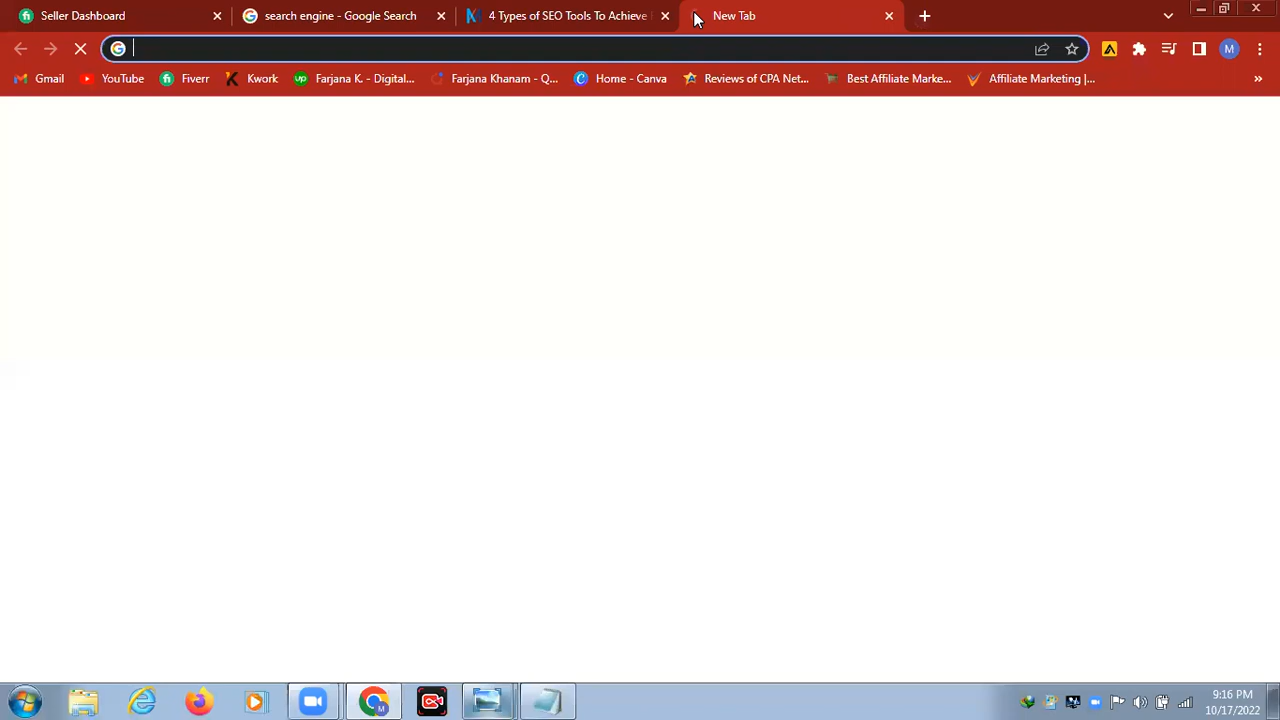 Seller Dashboard
search engine - Google Search
4 Types of SEO Tools To Achieve
New Tab
Gmail
YouTube
Fiverr
Kwork
Farjana K. - Digital...
Farjana Khanam - Q...
Home - Canva
Reviews of CPA Net...
Best Affiliate Marke...
Affiliate Marketing |...
M
9:16 PM
10/17/2022